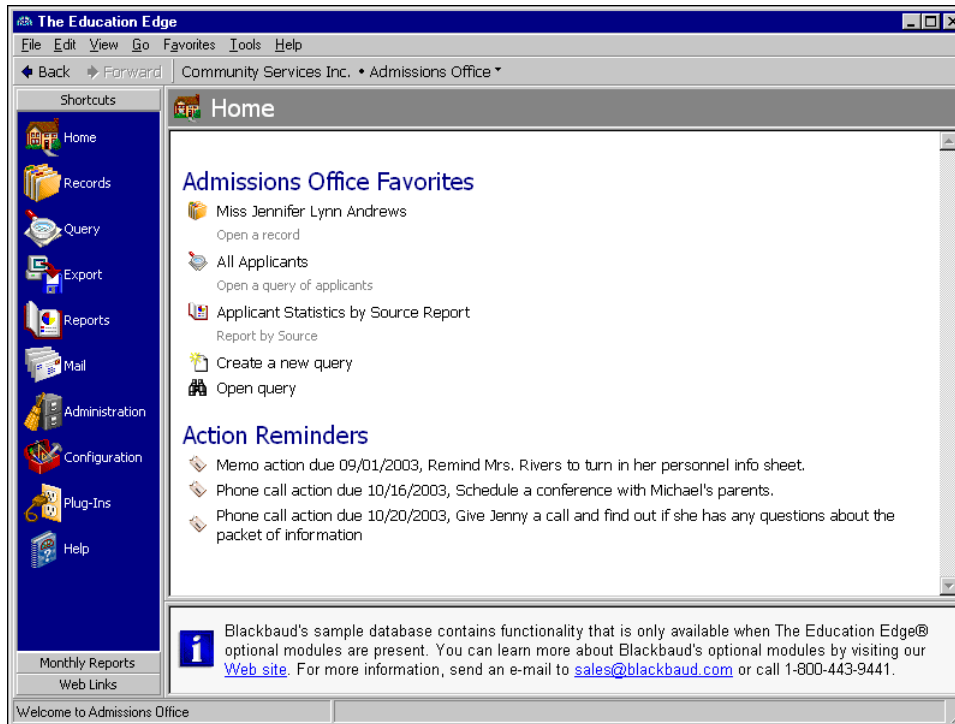 The Education Edge
File Edit View Go Favorites Tools Help
Back Forward Community Services Inc. • Admissions Office
Shortcuts
Home
Records
Query
Export
Reports
Mail
Administration
Configuration
Plug-Ins
Help
Monthly Reports
Web Links
Home
Admissions Office Favorites
Miss Jennifer Lynn Andrews
Open a record
All Applicants
Open a query of applicants
Applicant Statistics by Source Report
Report by Source
Create a new query
Open query
Action Reminders
Memo action due 09/01/2003, Remind Mrs. Rivers to turn in her personnel info sheet.
Phone call action due 10/16/2003, Schedule a conference with Michael's parents.
Phone call action due 10/20/2003, Give Jenny a call and find out if she has any questions about the
packet of information
Blackbaud's sample database contains functionality that is only available when The Education Edge®
optional modules are present. You can learn more about Blackbaud's optional modules by visiting our
Web site. For more information, send an e-mail to sales@blackbaud.com or call 1-800-443-9441.
Welcome to Admissions Office